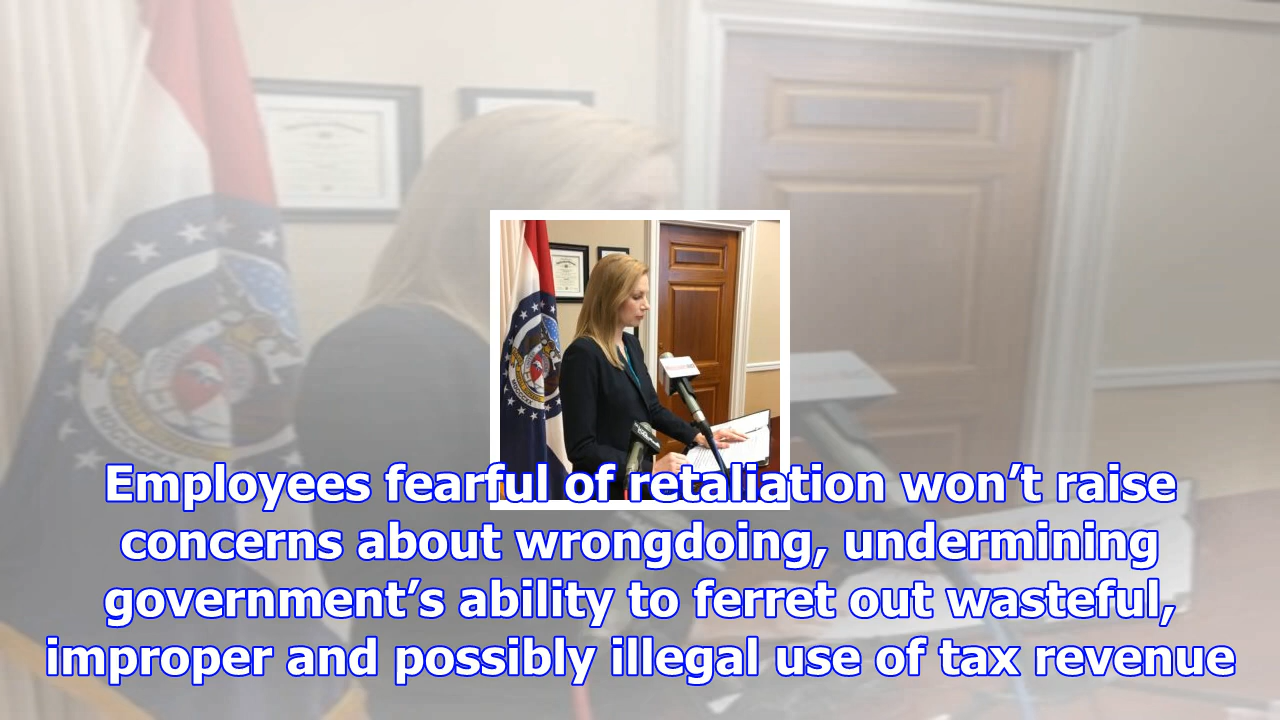 Employees fearful of retaliation won’t raise
concerns about wrongdoing, undermining
government’s ability to ferret out wasteful,
improper and possibly illegal use of tax revenue